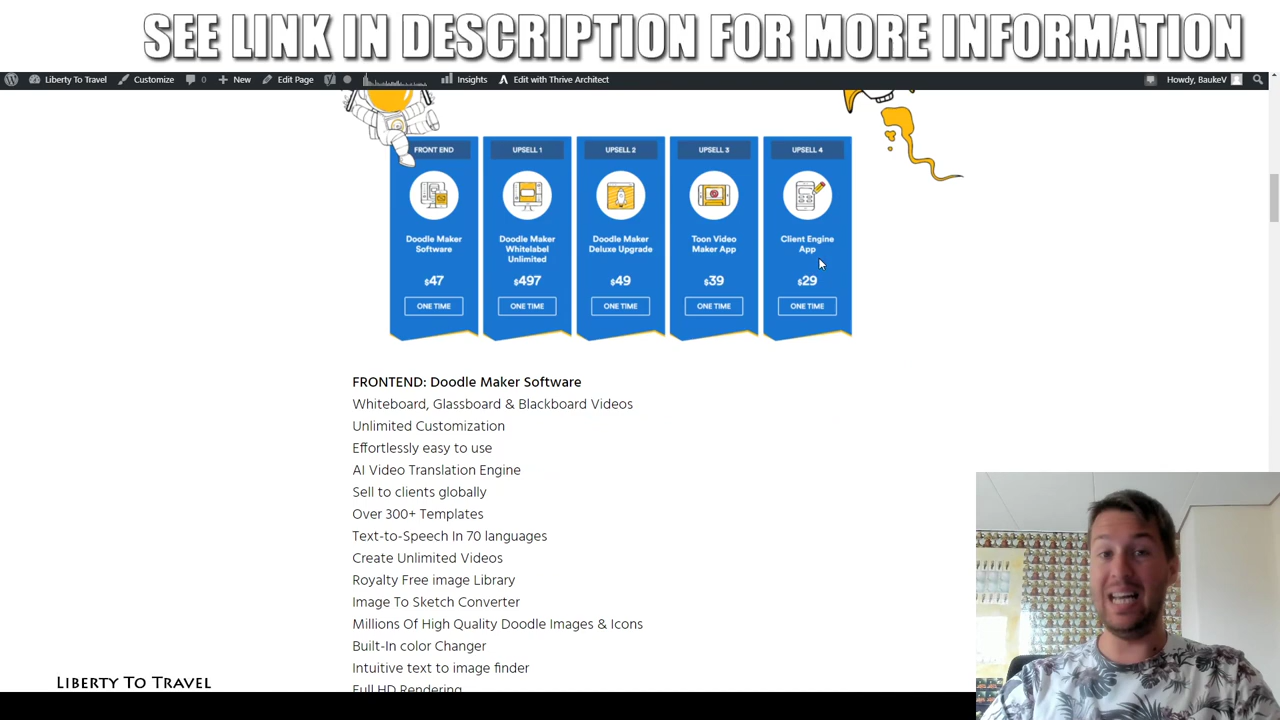 SEE LINK IN DESCRIPTION FOR MORE INFORMATION
Liberty To Travel Customize 0 New Edit Page Insights Edit with Thrive Architect Howdy, BaukeV
FRONT END UPSELL 1 UPSELL 2 UPSELL 3 UPSELL 4
Doodle Maker Doodle Maker Doodle Maker Toon Video Client Engine
Software Whitelabel Deluxe Upgrade Maker App App
Unlimited
$47 $497 $49 $39 $29
ONE TIME ONE TIME ONE TIME ONE TIME ONE TIME
FRONTEND: Doodle Maker Software
Whiteboard, Glassboard & Blackboard Videos
Unlimited Customization
Effortlessly easy to use
AI Video Translation Engine
Sell to clients globally
Over 300+ Templates
Text-to-Speech In 70 languages
Create Unlimited Videos
Royalty Free image Library
Image To Sketch Converter
Millions Of High Quality Doodle Images & Icons
Built-In color Changer
Intuitive text to image finder
Full HD Rendering
LIBERTY TO TRAVEL